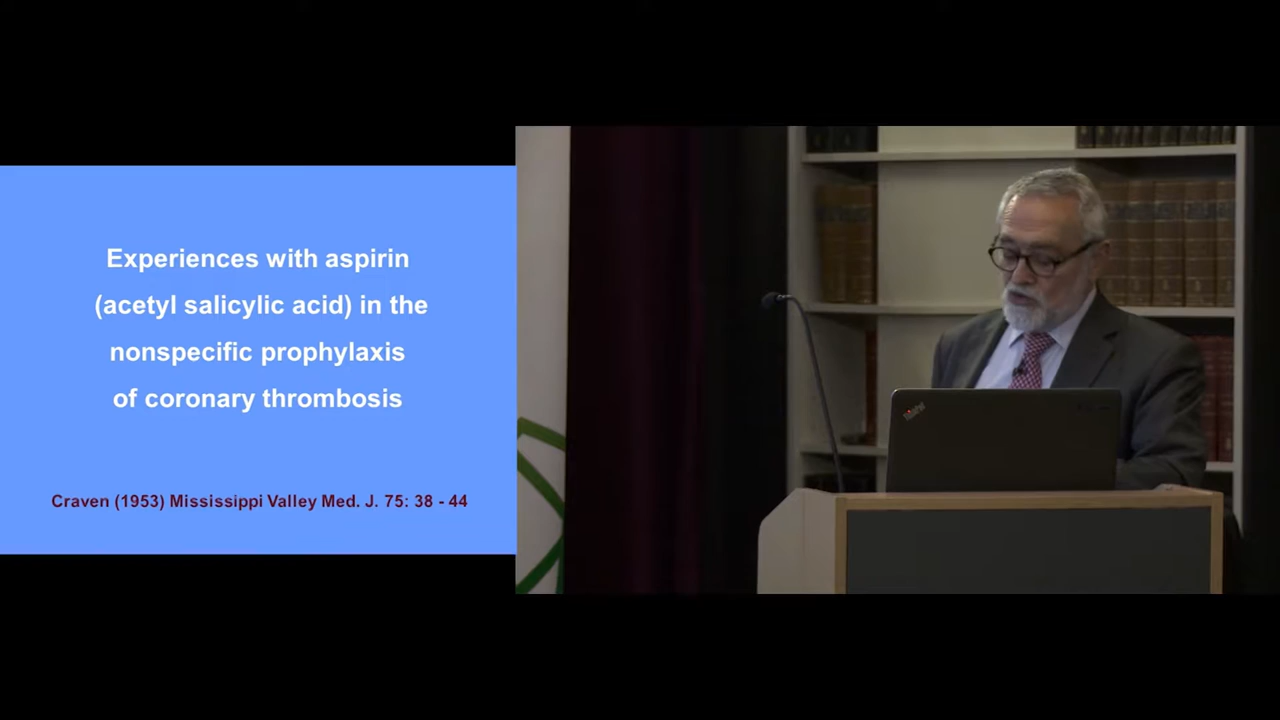 Experiences with aspirin
(acetyl salicylic acid) in the
nonspecific prophylaxis
of coronary thrombosis
Craven (1953) Mississippi Valley Med. J. 75: 38 - 44
ThinkPad